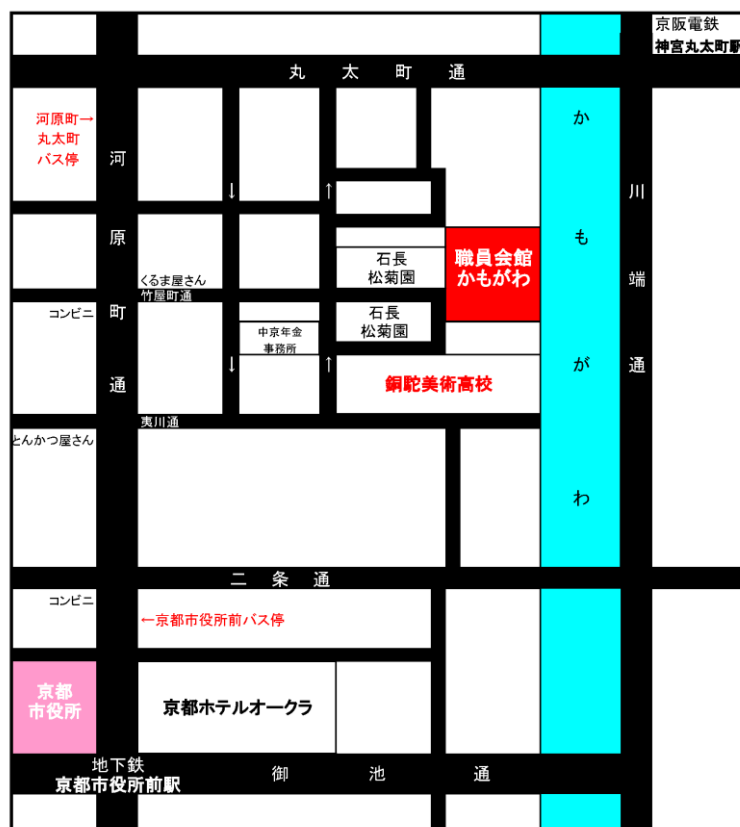 京阪電鉄
神宮丸太町駅
丸太町通
河原町→
丸太町
バス停
河原町通
↓
↑
かもがわ
川端通
職員会館
かもがわ
石長
松菊園
くるま屋さん
竹屋町通
コンビニ
石長
松菊園
中京年金
事務所
↓
↑
銅駝美術高校
夷川通
とんかつ屋さん
二条通
コンビニ
←京都市役所前バス停
京都
市役所
京都ホテルオークラ
地下鉄
京都市役所前駅
御池通